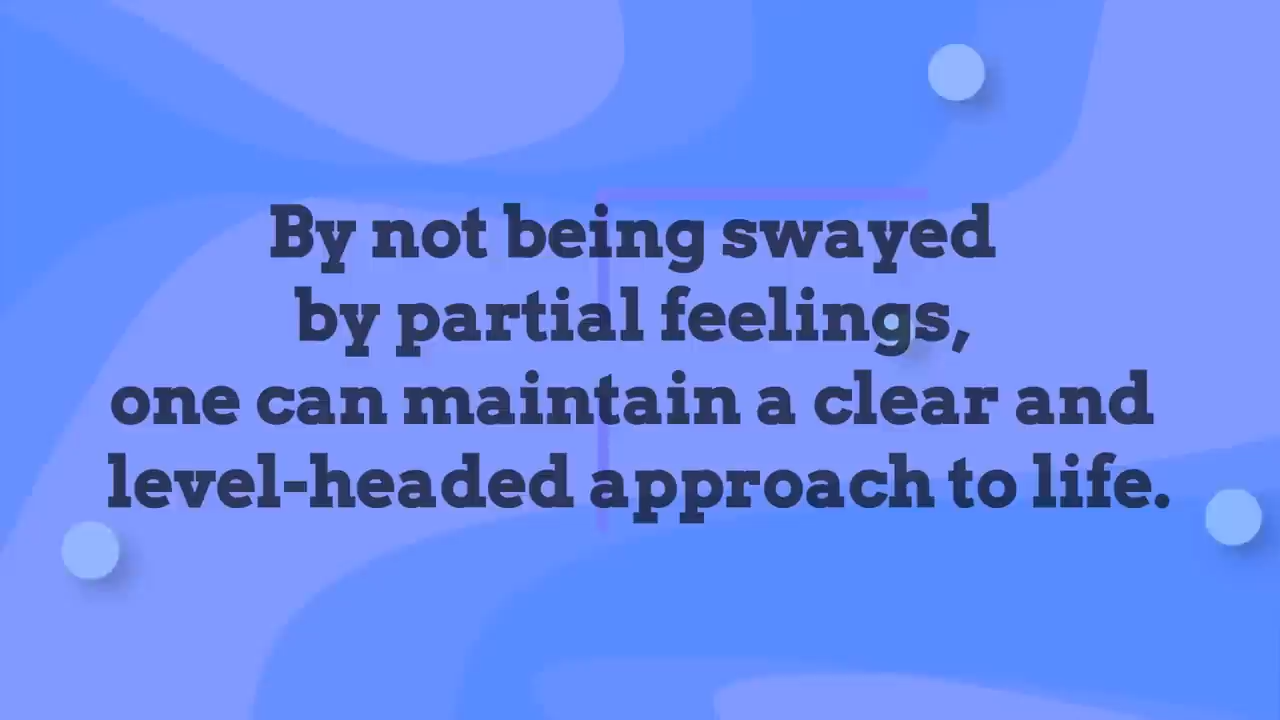 By not being swayed
by partial feelings,
one can maintain a clear and
level-headed approach to life.